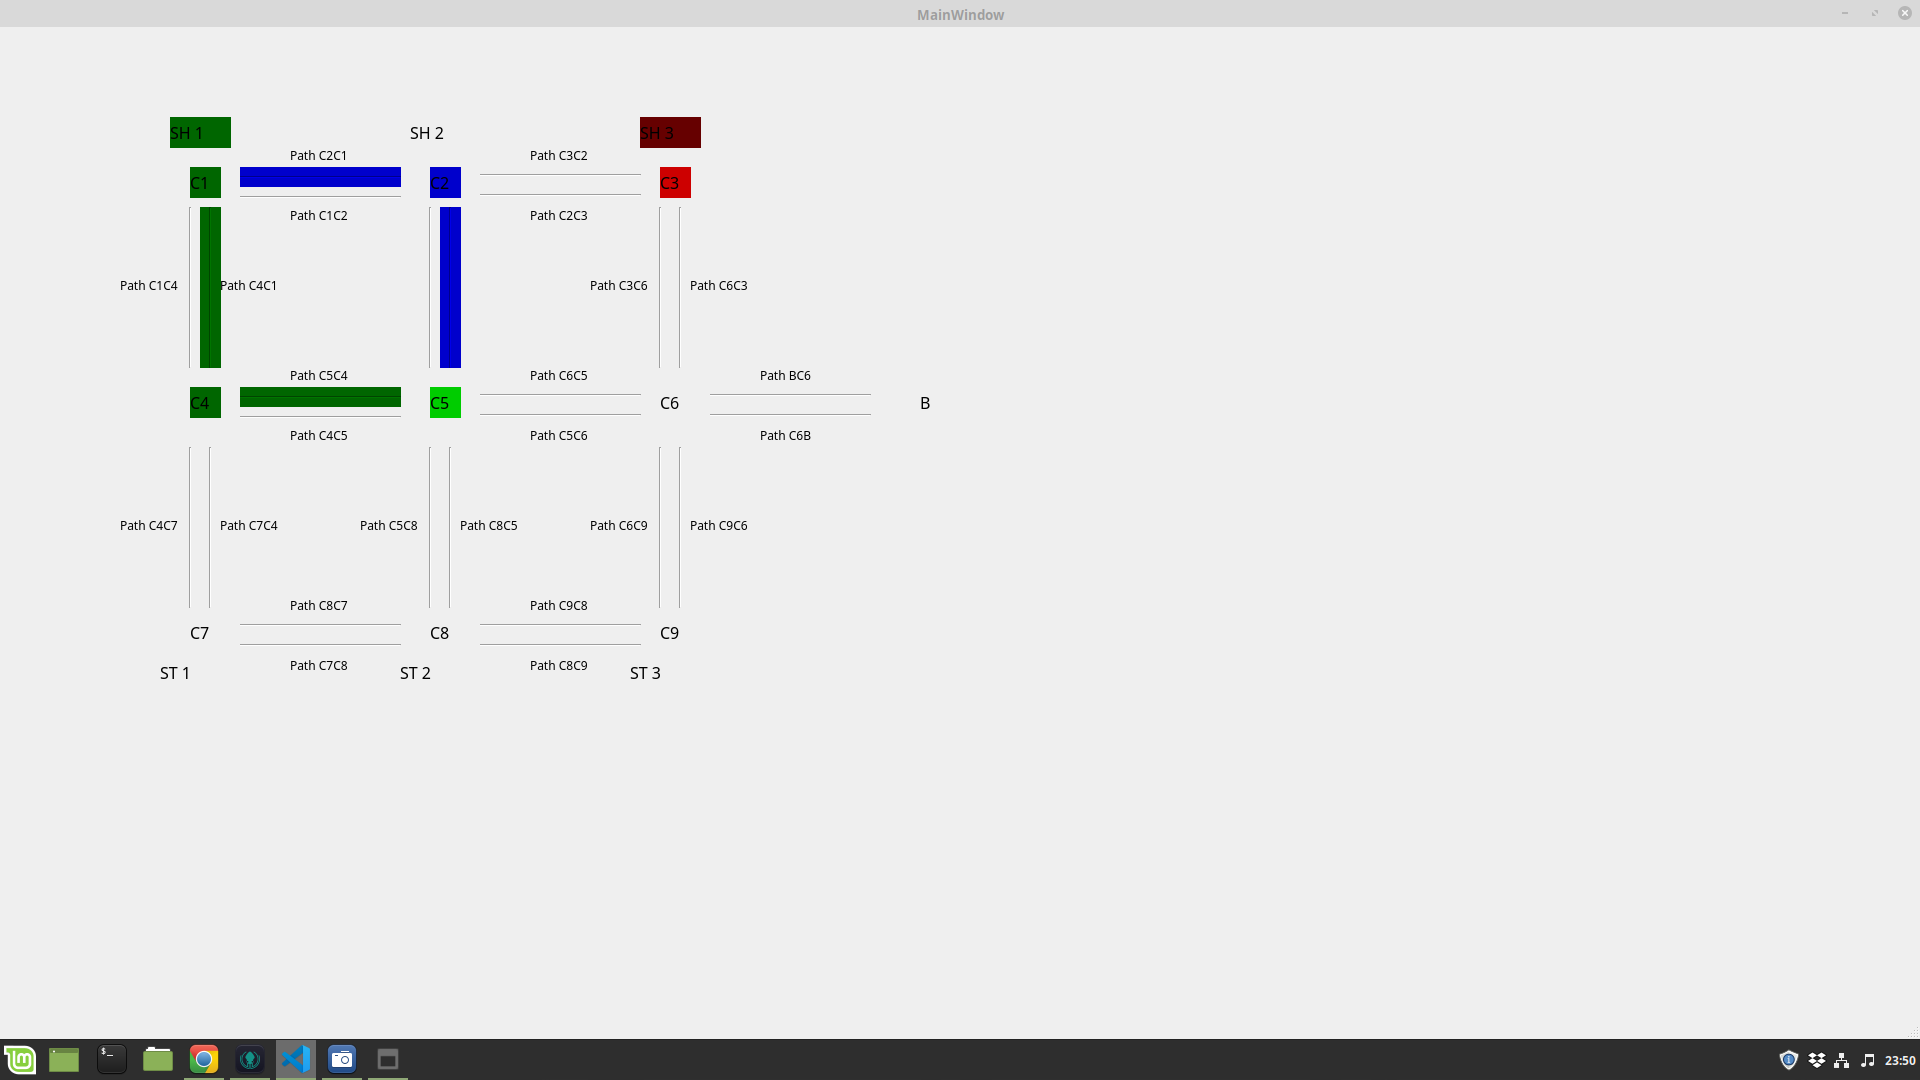 MainWindow
SH 1
SH 2
SH 3
Path C2C1
Path C3C2
C1
C2
C3
Path C1C2
Path C2C3
Path C1C4
Path C4C1
Path C3C6
Path C6C3
Path C5C4
Path C6C5
Path BC6
C4
C5
C6
B
Path C4C5
Path C5C6
Path C6B
Path C4C7
Path C7C4
Path C5C8
Path C8C5
Path C6C9
Path C9C6
Path C8C7
Path C9C8
C7
C8
C9
Path C7C8
Path C8C9
ST 1
ST 2
ST 3
23:50